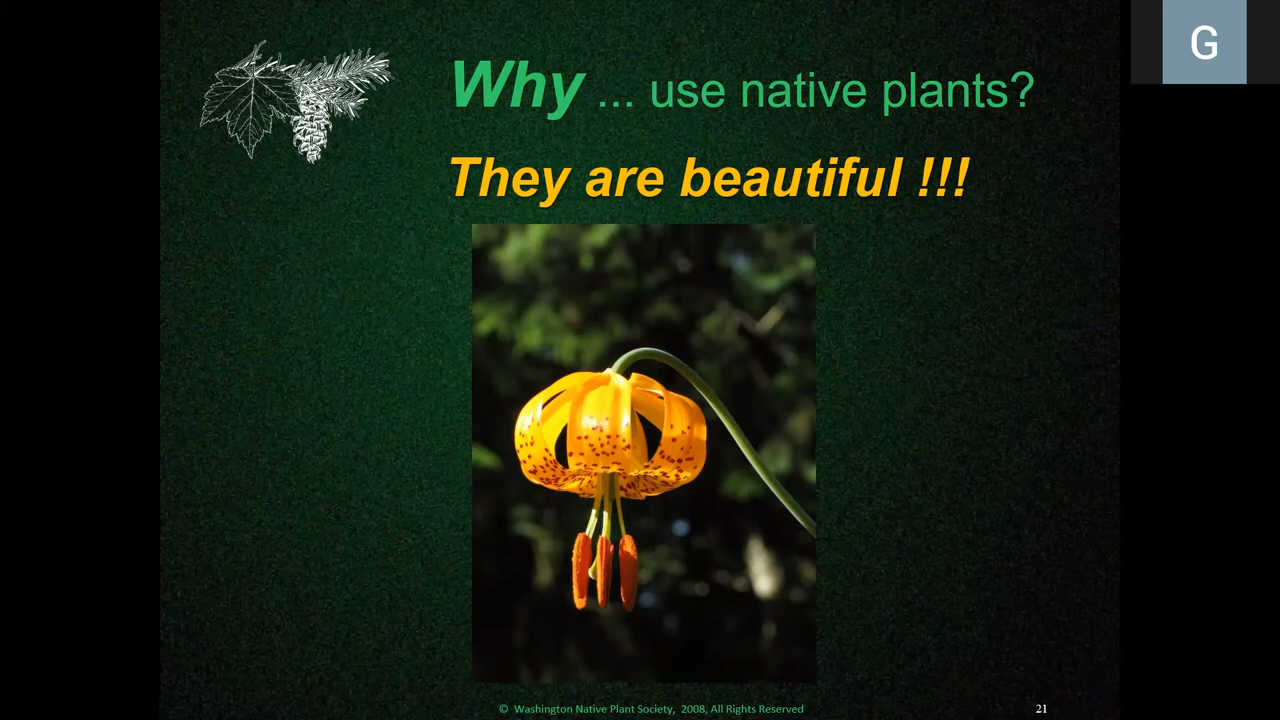 Why ... use native plants?
They are beautiful !!!
G
© Washington Native Plant Society, 2008, All Rights Reserved
21